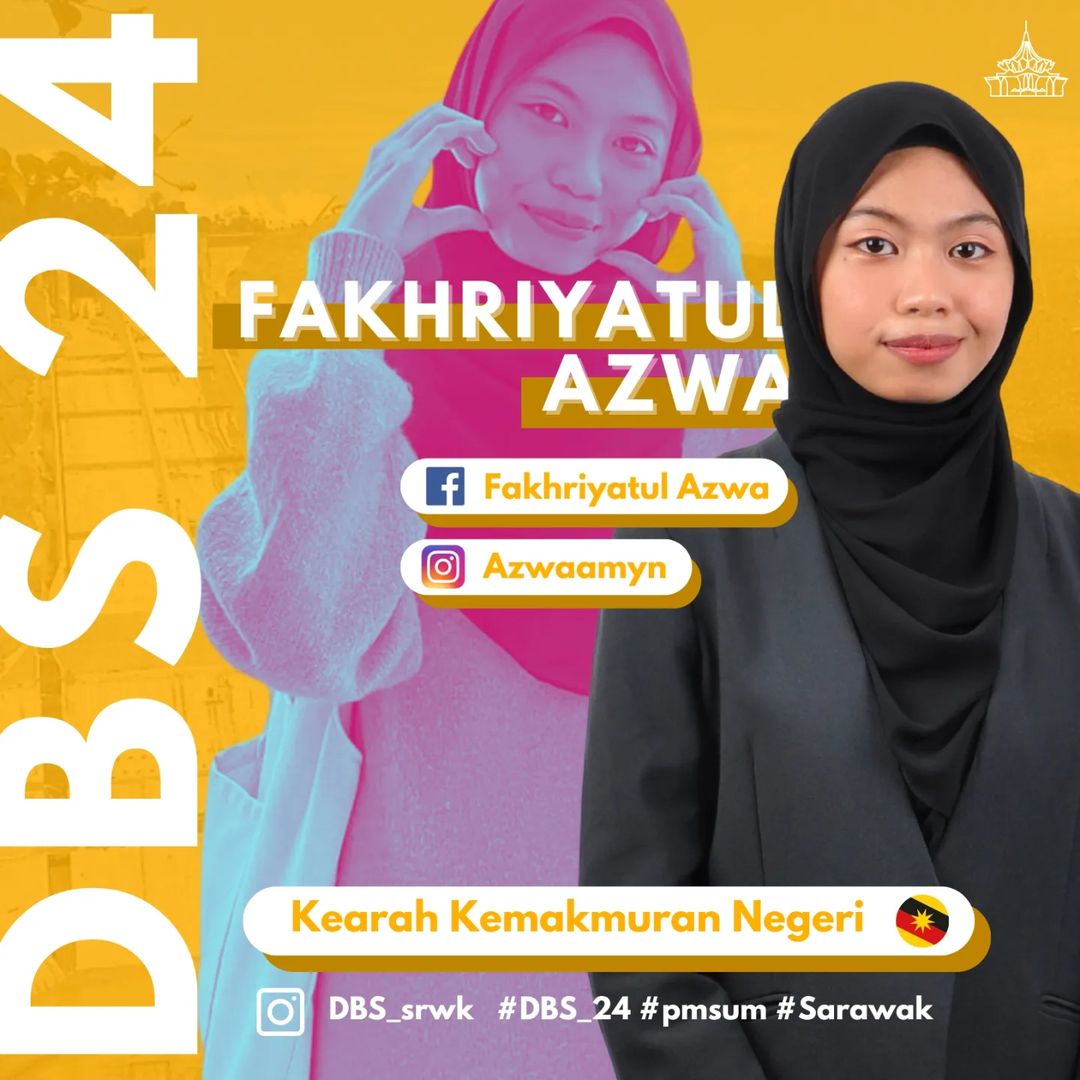 DBS 24
FAKHRIYATUL
AZWA
Fakhriyatul Azwa
Azwaamyn
Kearah Kemakmuran Negeri
DBS_srwk #DBS_24 #pmsum #Sarawak